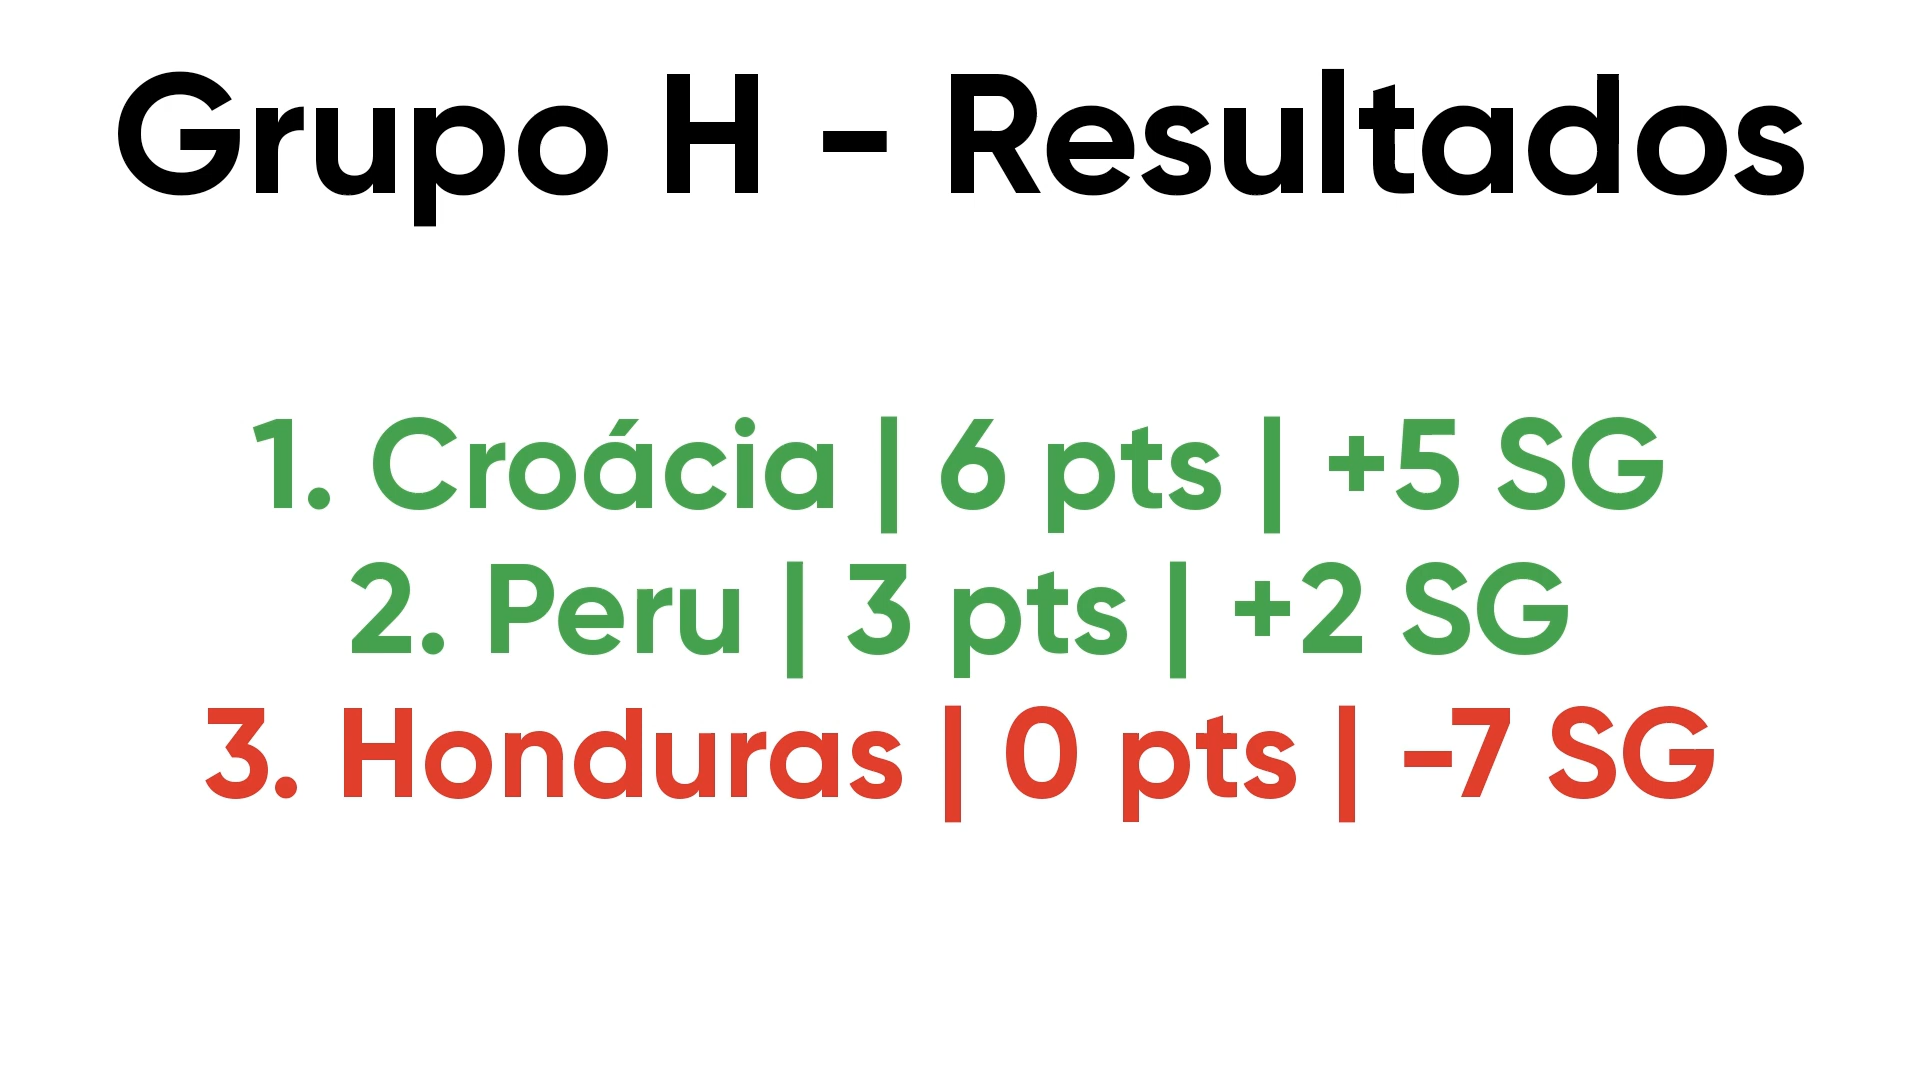 Grupo H - Resultados
1. Croácia | 6 pts | +5 SG
2. Peru | 3 pts | +2 SG
3. Honduras | 0 pts | -7 SG